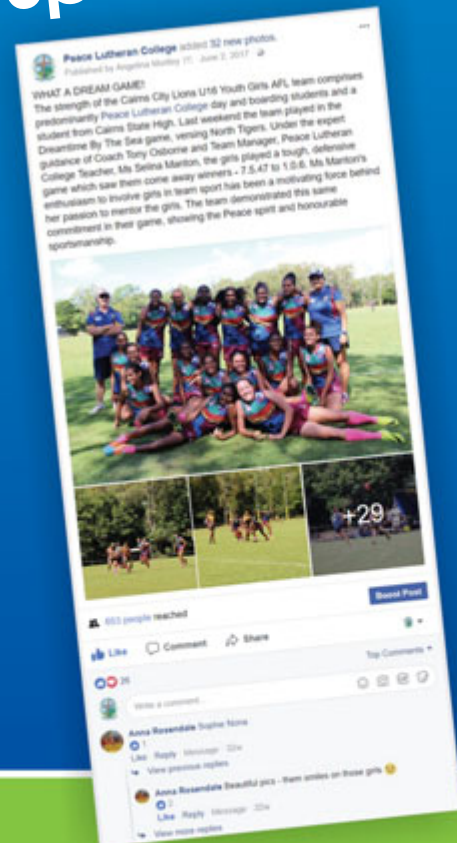 Peace Lutheran College added 32 new photos.
Published by Angelina Morley June 2, 2017
WHAT A DREAM GAME!!
The strength of the Cairns City Lions U16 Youth Girls AFL team comprises
predominantly Peace Lutheran College day and boarding students and a
student from Cairns State High. Last weekend the team played in the
Dreamtime By The Sea game, versing North Tigers. Under the expert
guidance of Coach Tony Osborne and Team Manager, Peace Lutheran
College Teacher, Ms Selina Manton, the girls played a tough, defensive
game which saw them come away winners - 7.5.47 to 1.0.6. Ms Manton's
enthusiasm to involve girls in team sport has been a motivating force behind
her passion to mentor the girls. The team demonstrated this same
commitment in their game, showing the Peace spirit and honourable
sportsmanship.
+29
653 people reached
Boost Post
Like Comment Share
26
Top Comments
Write a comment...
Anna Rosendale Sophie Nona
1
Like Reply Message 22w
View previous replies
Anna Rosendale Beautiful pics - them smiles on those girls 😊
2
Like Reply Message 22w
View more replies